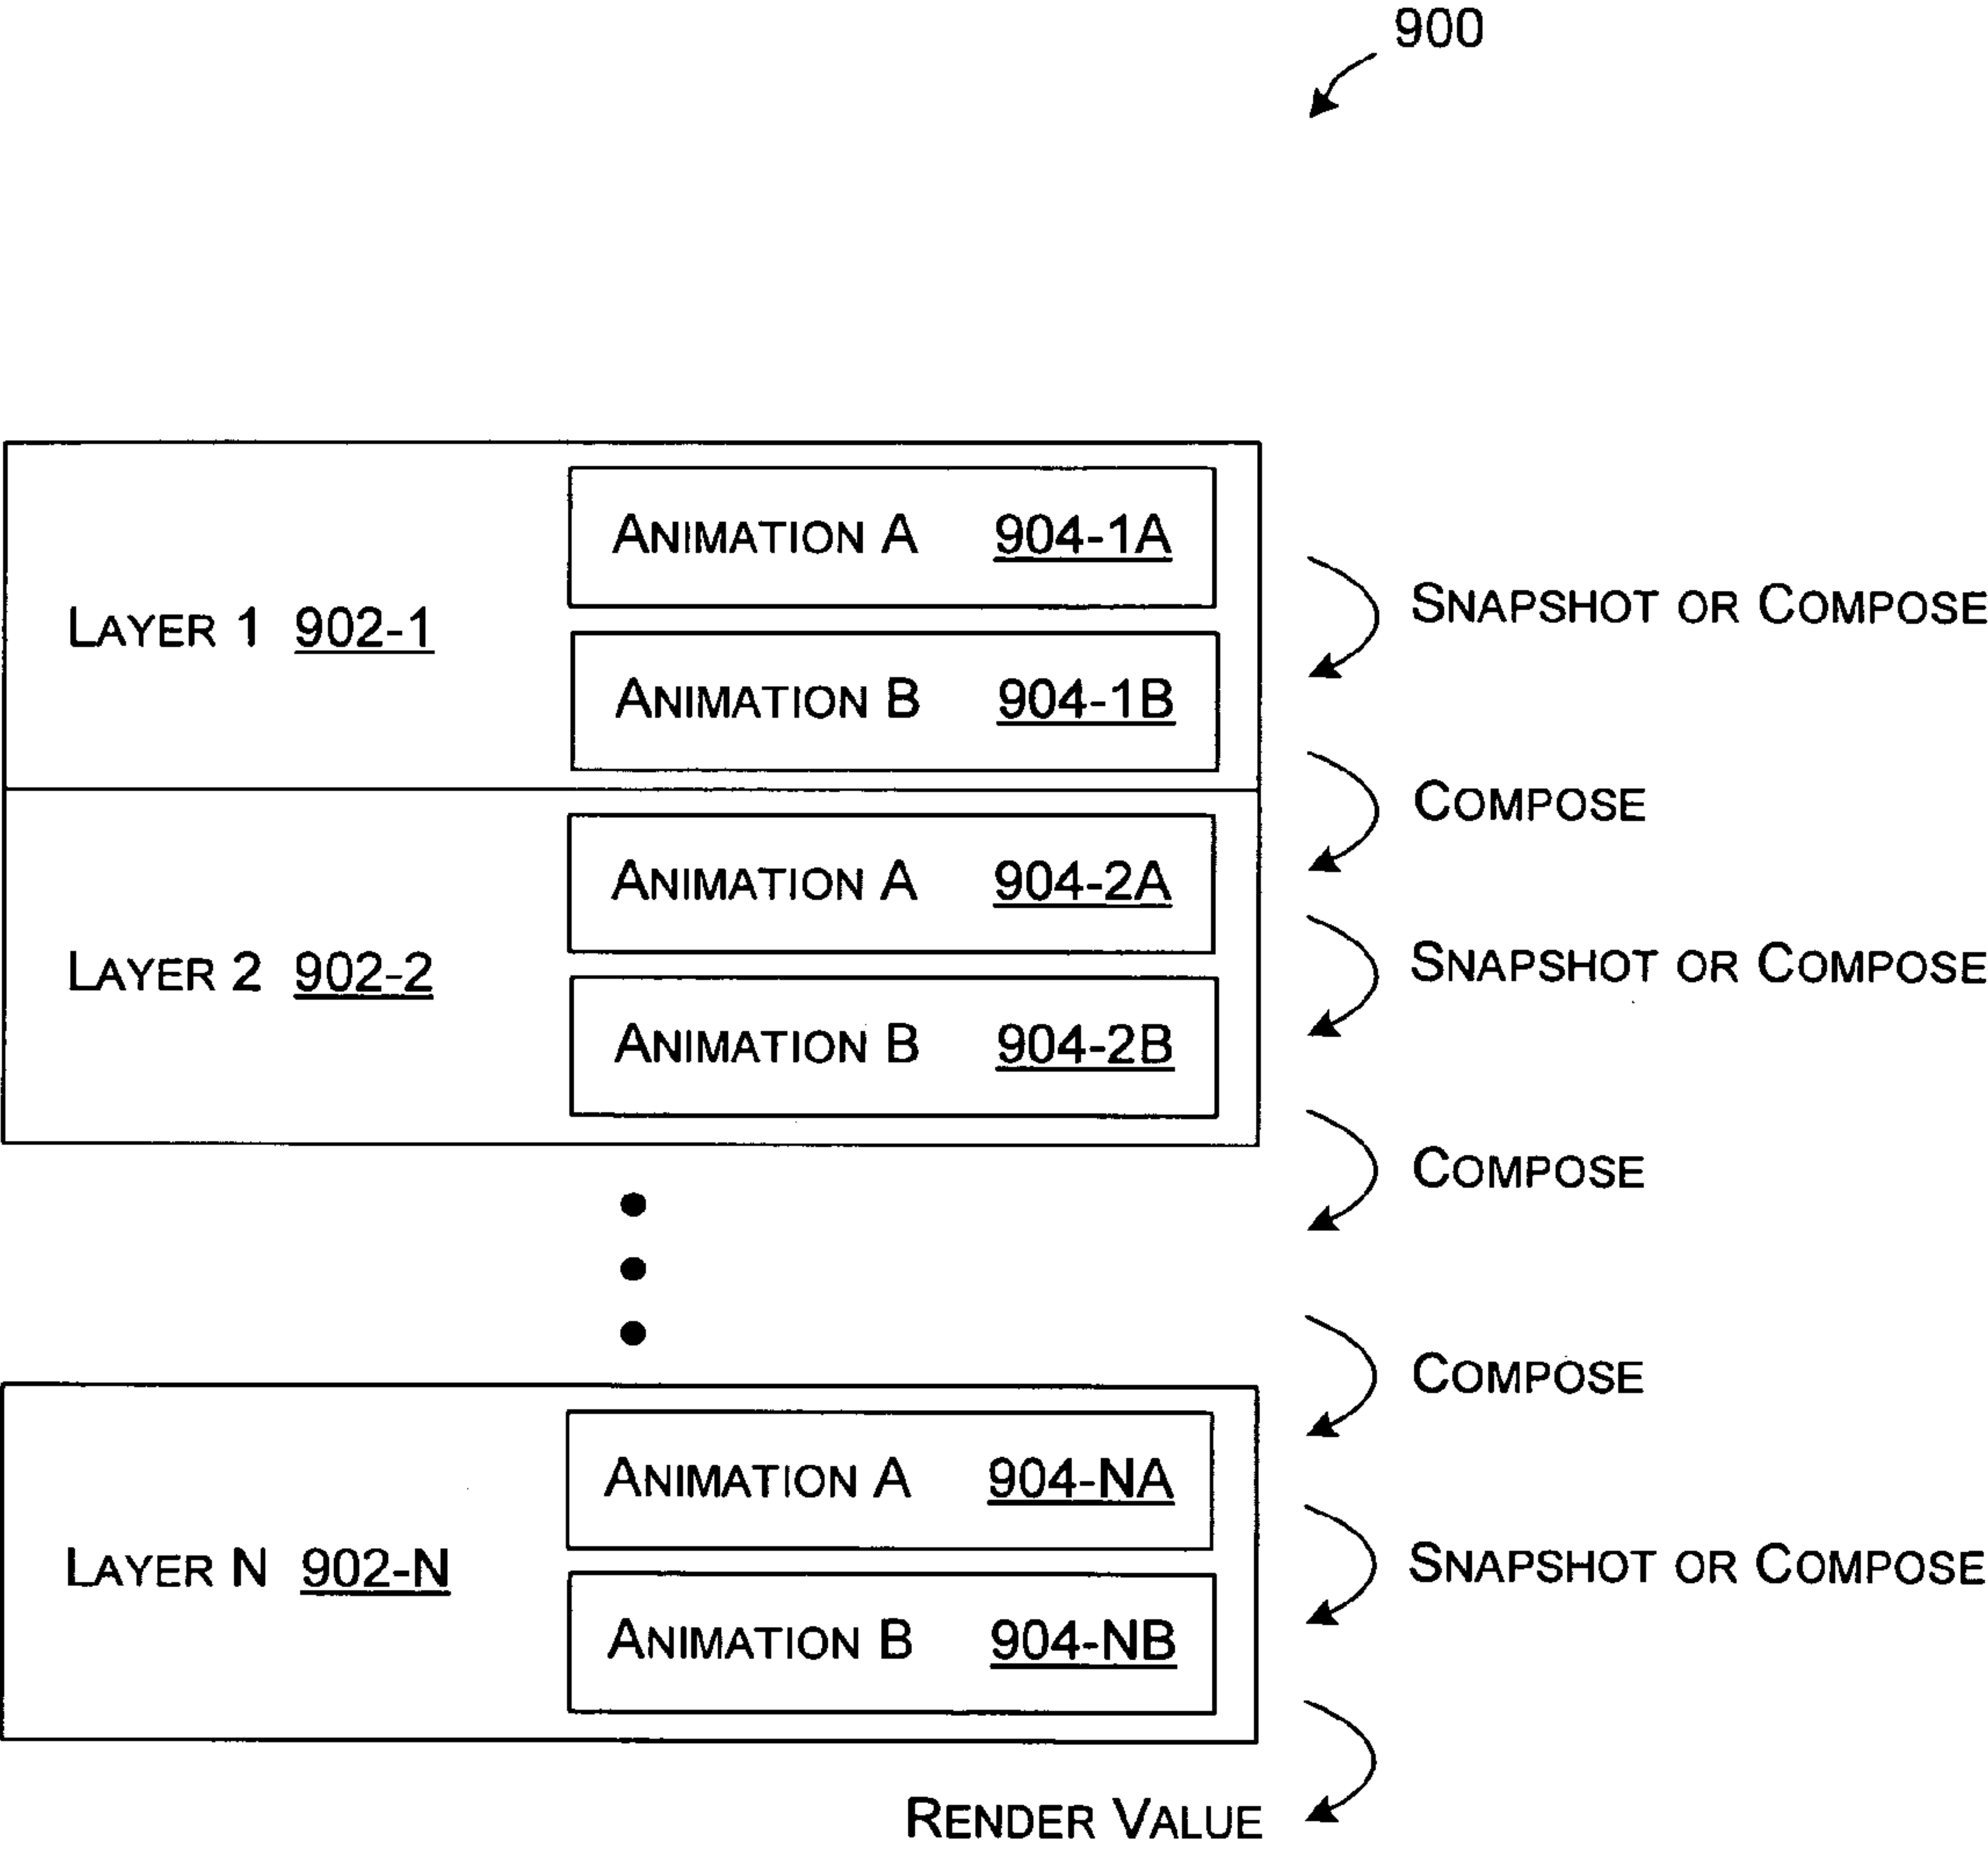 900
ANIMATION A 904-1A
SNAPSHOT OR COMPOSE
LAYER 1 902-1
ANIMATION B 904-1B
COMPOSE
ANIMATION A 904-2A
SNAPSHOT OR COMPOSE
LAYER 2 902-2
ANIMATION B 904-2B
COMPOSE
COMPOSE
ANIMATION A 904-NA
SNAPSHOT OR COMPOSE
LAYER N 902-N
ANIMATION B 904-NB
RENDER VALUE